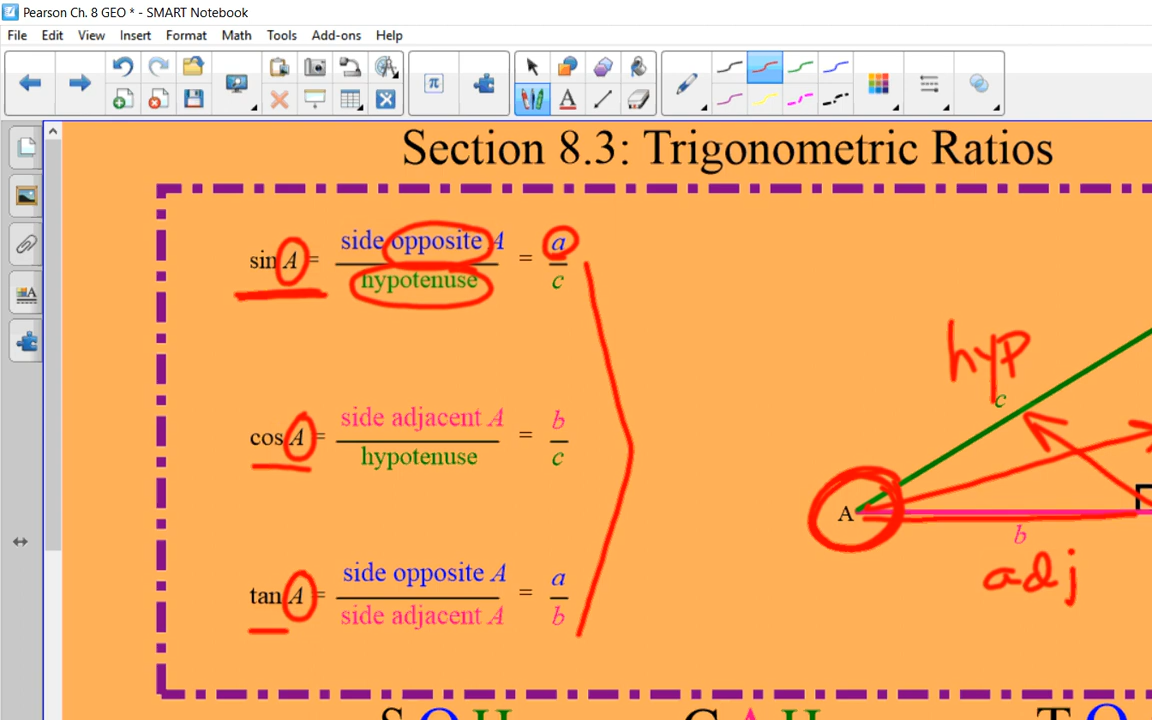 Pearson Ch. 8 GEO * - SMART Notebook
File Edit View Insert Format Math Tools Add-ons Help
π
A
Section 8.3: Trigonometric Ratios
sin A = side opposite A / hypotenuse = a / c
hyp
c
cos A = side adjacent A / hypotenuse = b / c
A
b
adj
tan A = side opposite A / side adjacent A = a / b
S O H C A H T O